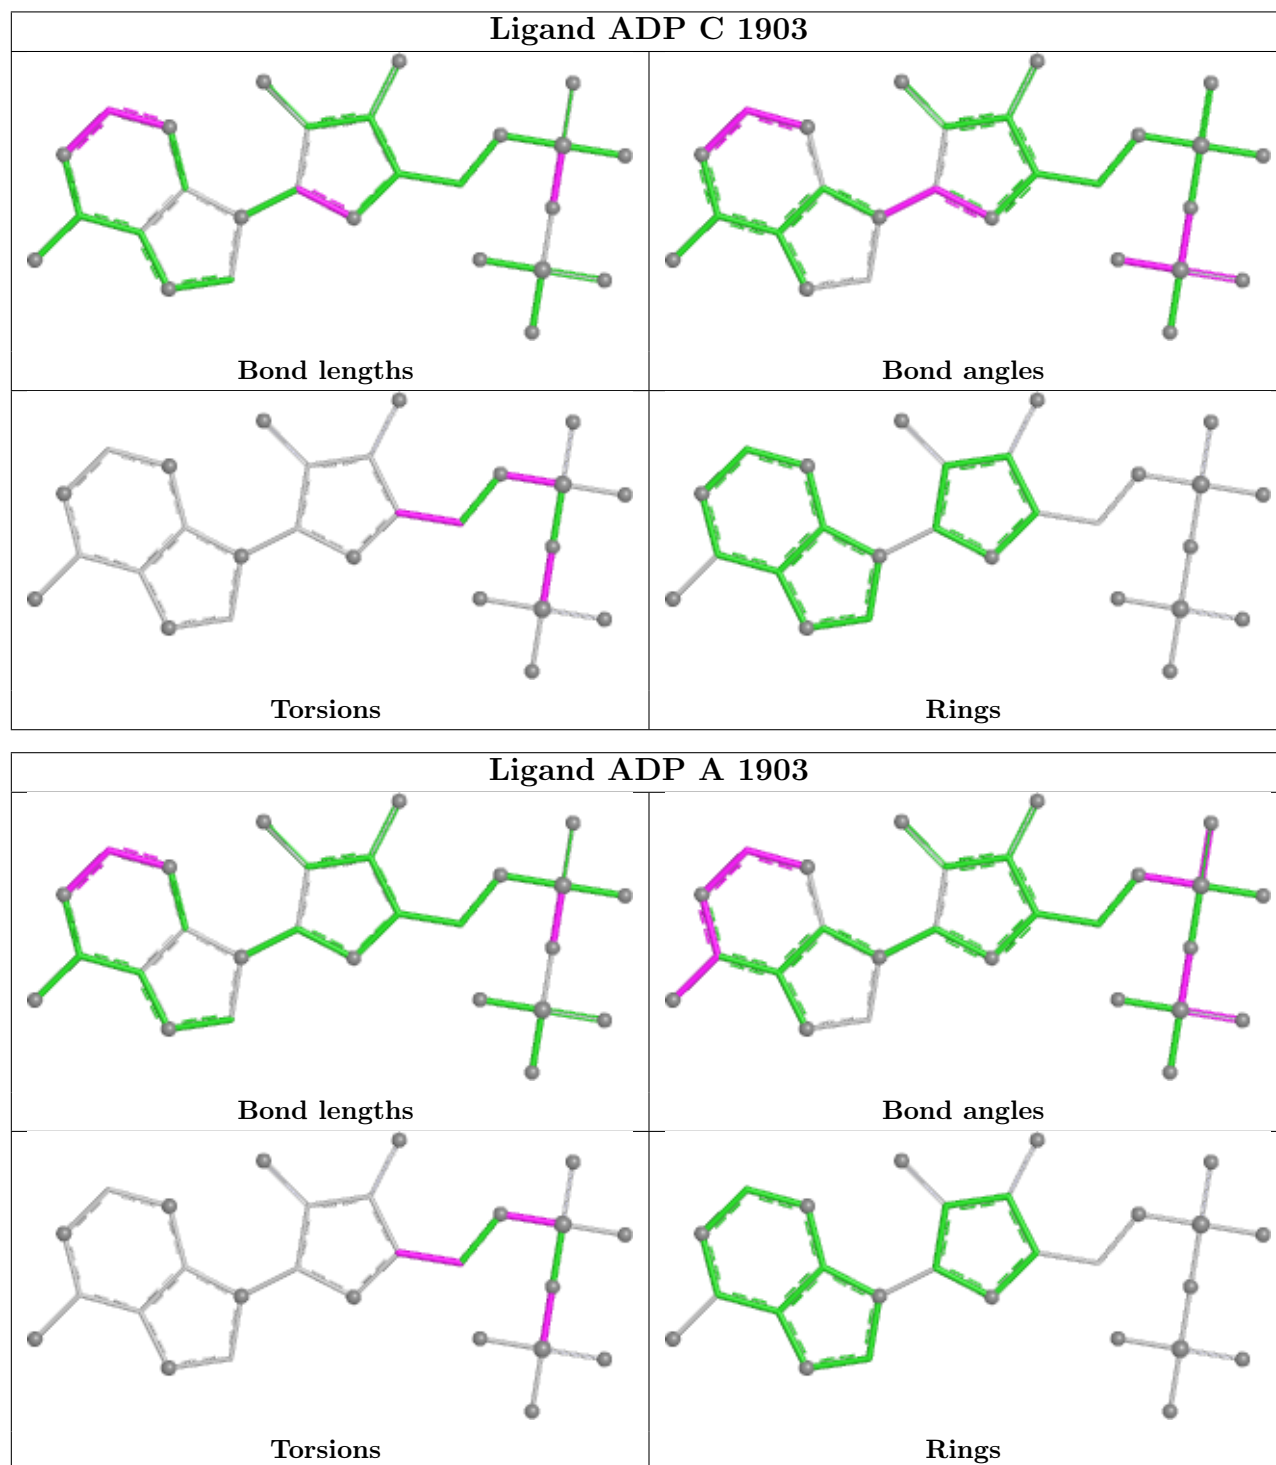 Ligand ADP C 1903
Bond lengths
Bond angles
Torsions
Rings
Ligand ADP A 1903
Bond lengths
Bond angles
Torsions
Rings